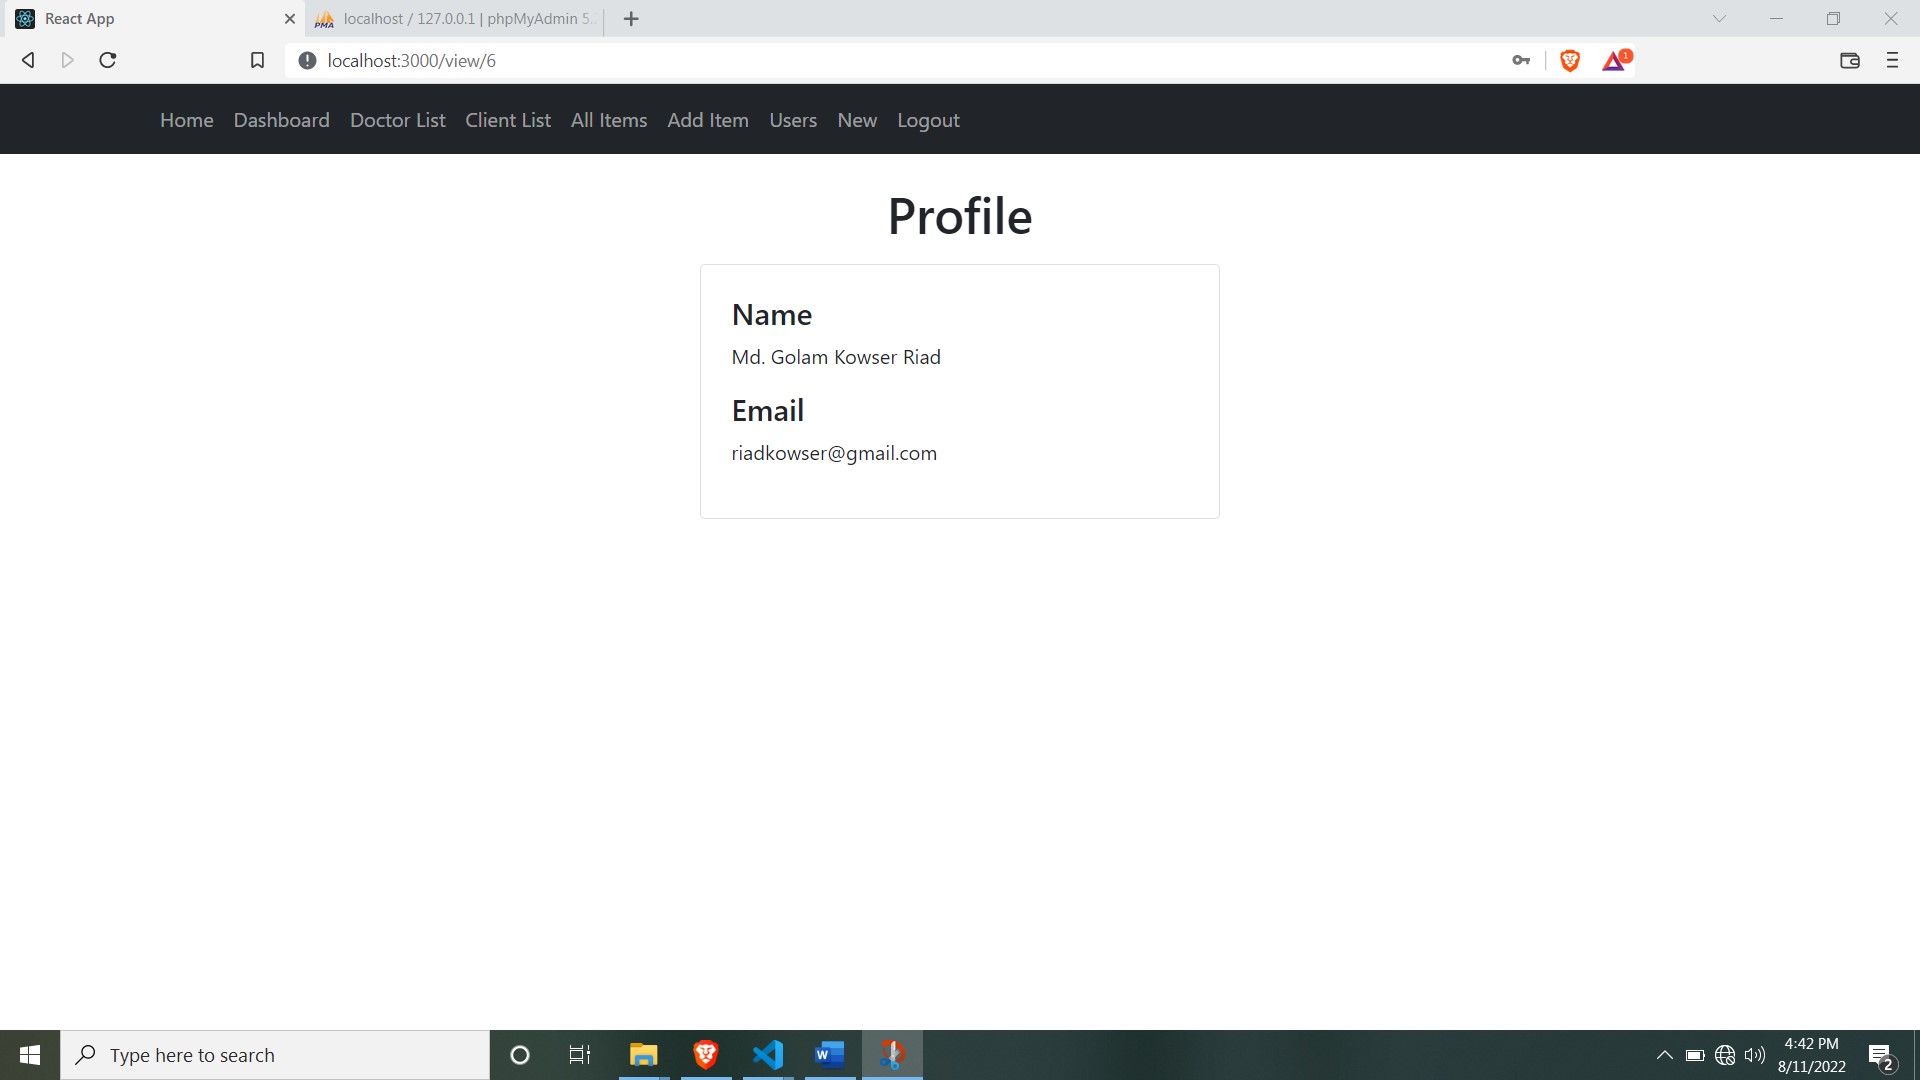 React App
localhost / 127.0.0.1 | phpMyAdmin 5.
localhost:3000/view/6
1
Home Dashboard Doctor List Client List All Items Add Item Users New Logout
Profile
Name
Md. Golam Kowser Riad
Email
riadkowser@gmail.com
Type here to search
4:42 PM
8/11/2022
2